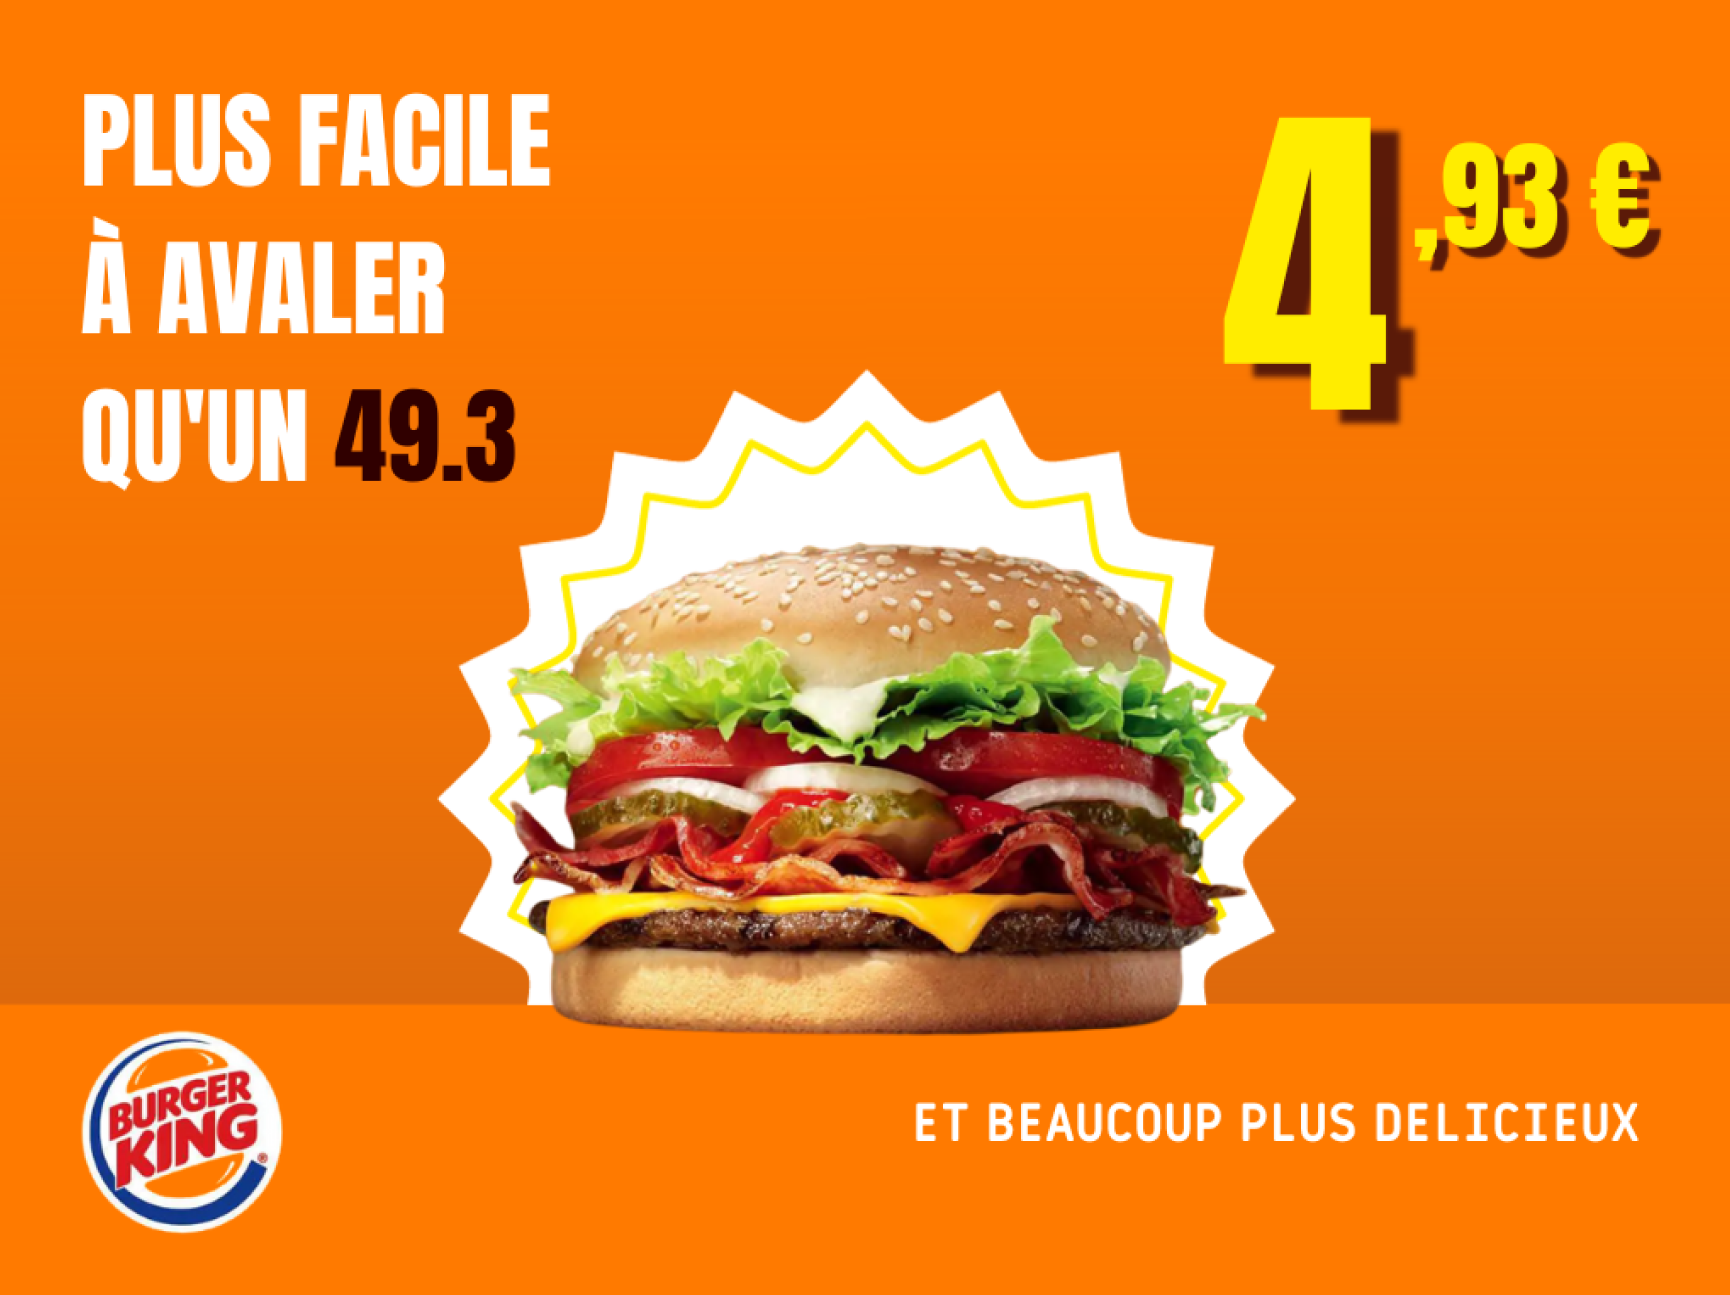 PLUS FACILE
À AVALER
QU'UN 49.3
4,93 €
BURGER
KING
®
ET BEAUCOUP PLUS DELICIEUX